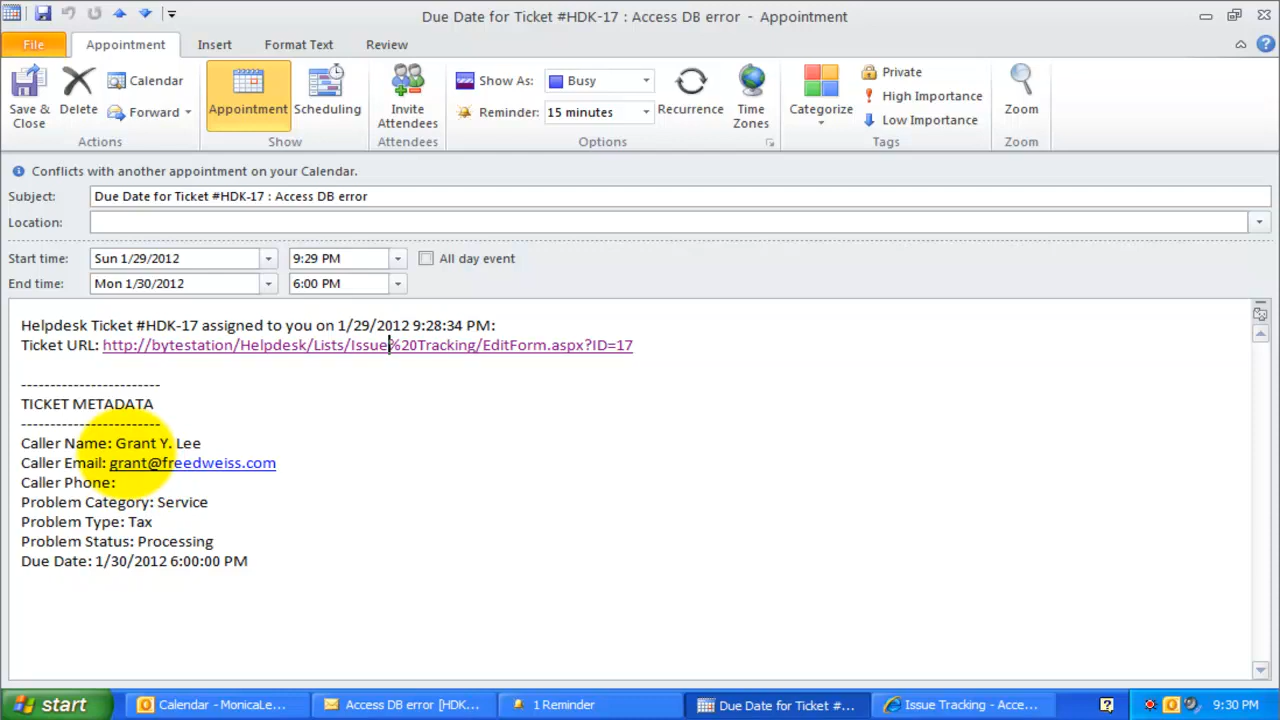 Due Date for Ticket #HDK-17 : Access DB error - Appointment
File Appointment Insert Format Text Review
Save & Close
Delete
Calendar
Forward
Actions
Appointment
Scheduling
Show
Invite Attendees
Attendees
Show As: Busy
Reminder: 15 minutes
Recurrence
Time Zones
Options
Categorize
Private
High Importance
Low Importance
Tags
Zoom
Zoom
Conflicts with another appointment on your Calendar.
Subject: Due Date for Ticket #HDK-17 : Access DB error
Location:
Start time: Sun 1/29/2012 9:29 PM All day event
End time: Mon 1/30/2012 6:00 PM
Helpdesk Ticket #HDK-17 assigned to you on 1/29/2012 9:28:34 PM:
Ticket URL: http://bytestation/Helpdesk/Lists/Issue%20Tracking/EditForm.aspx?ID=17
------------------------
TICKET METADATA
------------------------
Caller Name: Grant Y. Lee
Caller Email: grant@freedweiss.com
Caller Phone:
Problem Category: Service
Problem Type: Tax
Problem Status: Processing
Due Date: 1/30/2012 6:00:00 PM
start Calendar - MonicaLe... Access DB error [HDK... 1 Reminder Due Date for Ticket #... Issue Tracking - Acce... 9:30 PM